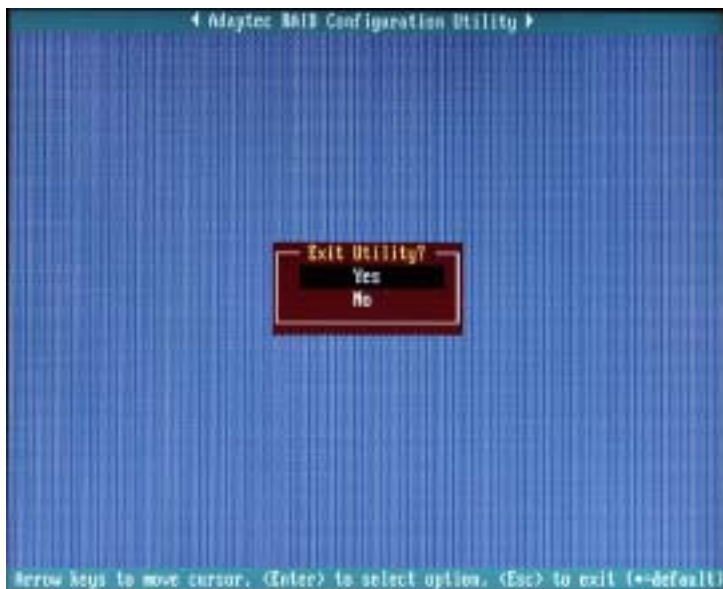 Adaptec RAID Configuration Utility
Exit Utility?
Yes
No
Arrow keys to move cursor, <Enter> to select option, <Esc> to exit (*=default)